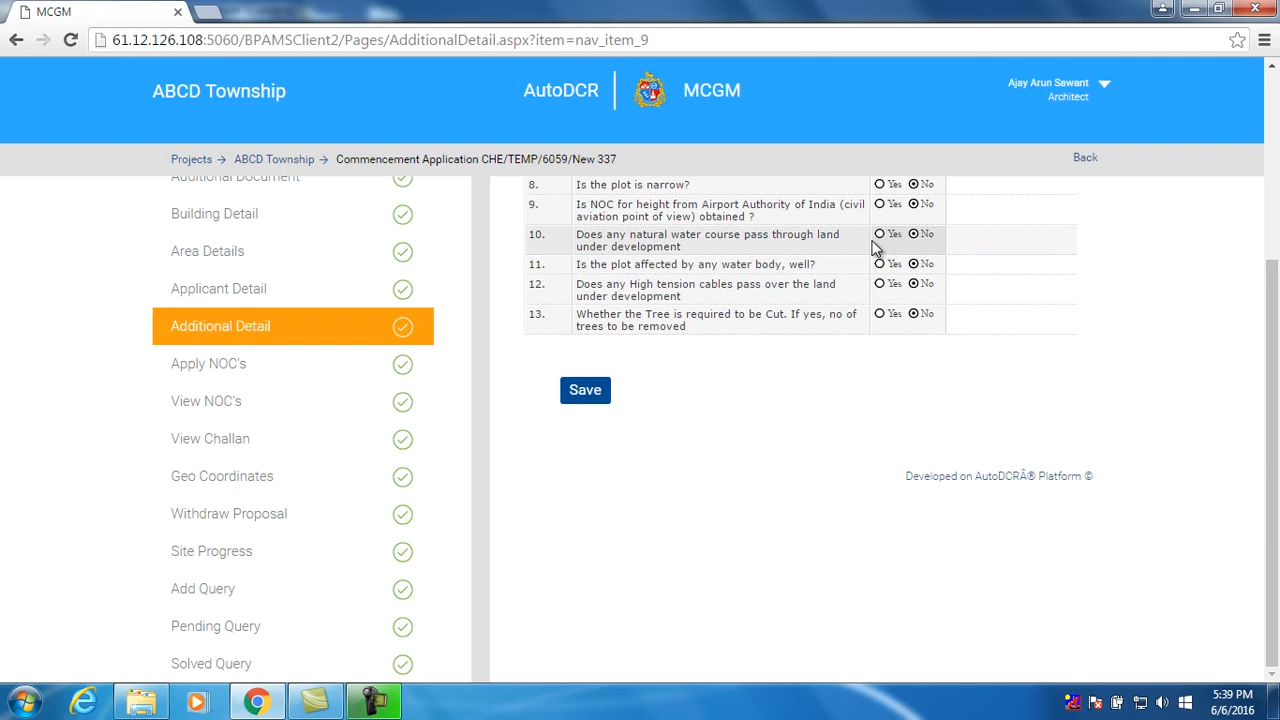 MCGM
61.12.126.108:5060/BPAMSClient2/Pages/AdditionalDetail.aspx?item=nav_item_9
ABCD Township
AutoDCR
MCGM
Ajay Arun Sawant
Architect
Projects → ABCD Township → Commencement Application CHE/TEMP/6059/New 337
Back
Additional Document
Building Detail
Area Details
Applicant Detail
Additional Detail
Apply NOC's
View NOC's
View Challan
Geo Coordinates
Withdraw Proposal
Site Progress
Add Query
Pending Query
Solved Query
8. Is the plot is narrow? Yes No
9. Is NOC for height from Airport Authority of India (civil
aviation point of view) obtained ? Yes No
10. Does any natural water course pass through land
under development Yes No
11. Is the plot affected by any water body, well? Yes No
12. Does any High tension cables pass over the land
under development Yes No
13. Whether the Tree is required to be Cut. If yes, no of
trees to be removed Yes No
Save
Developed on AutoDCRÂ® Platform ©
5:39 PM
6/6/2016